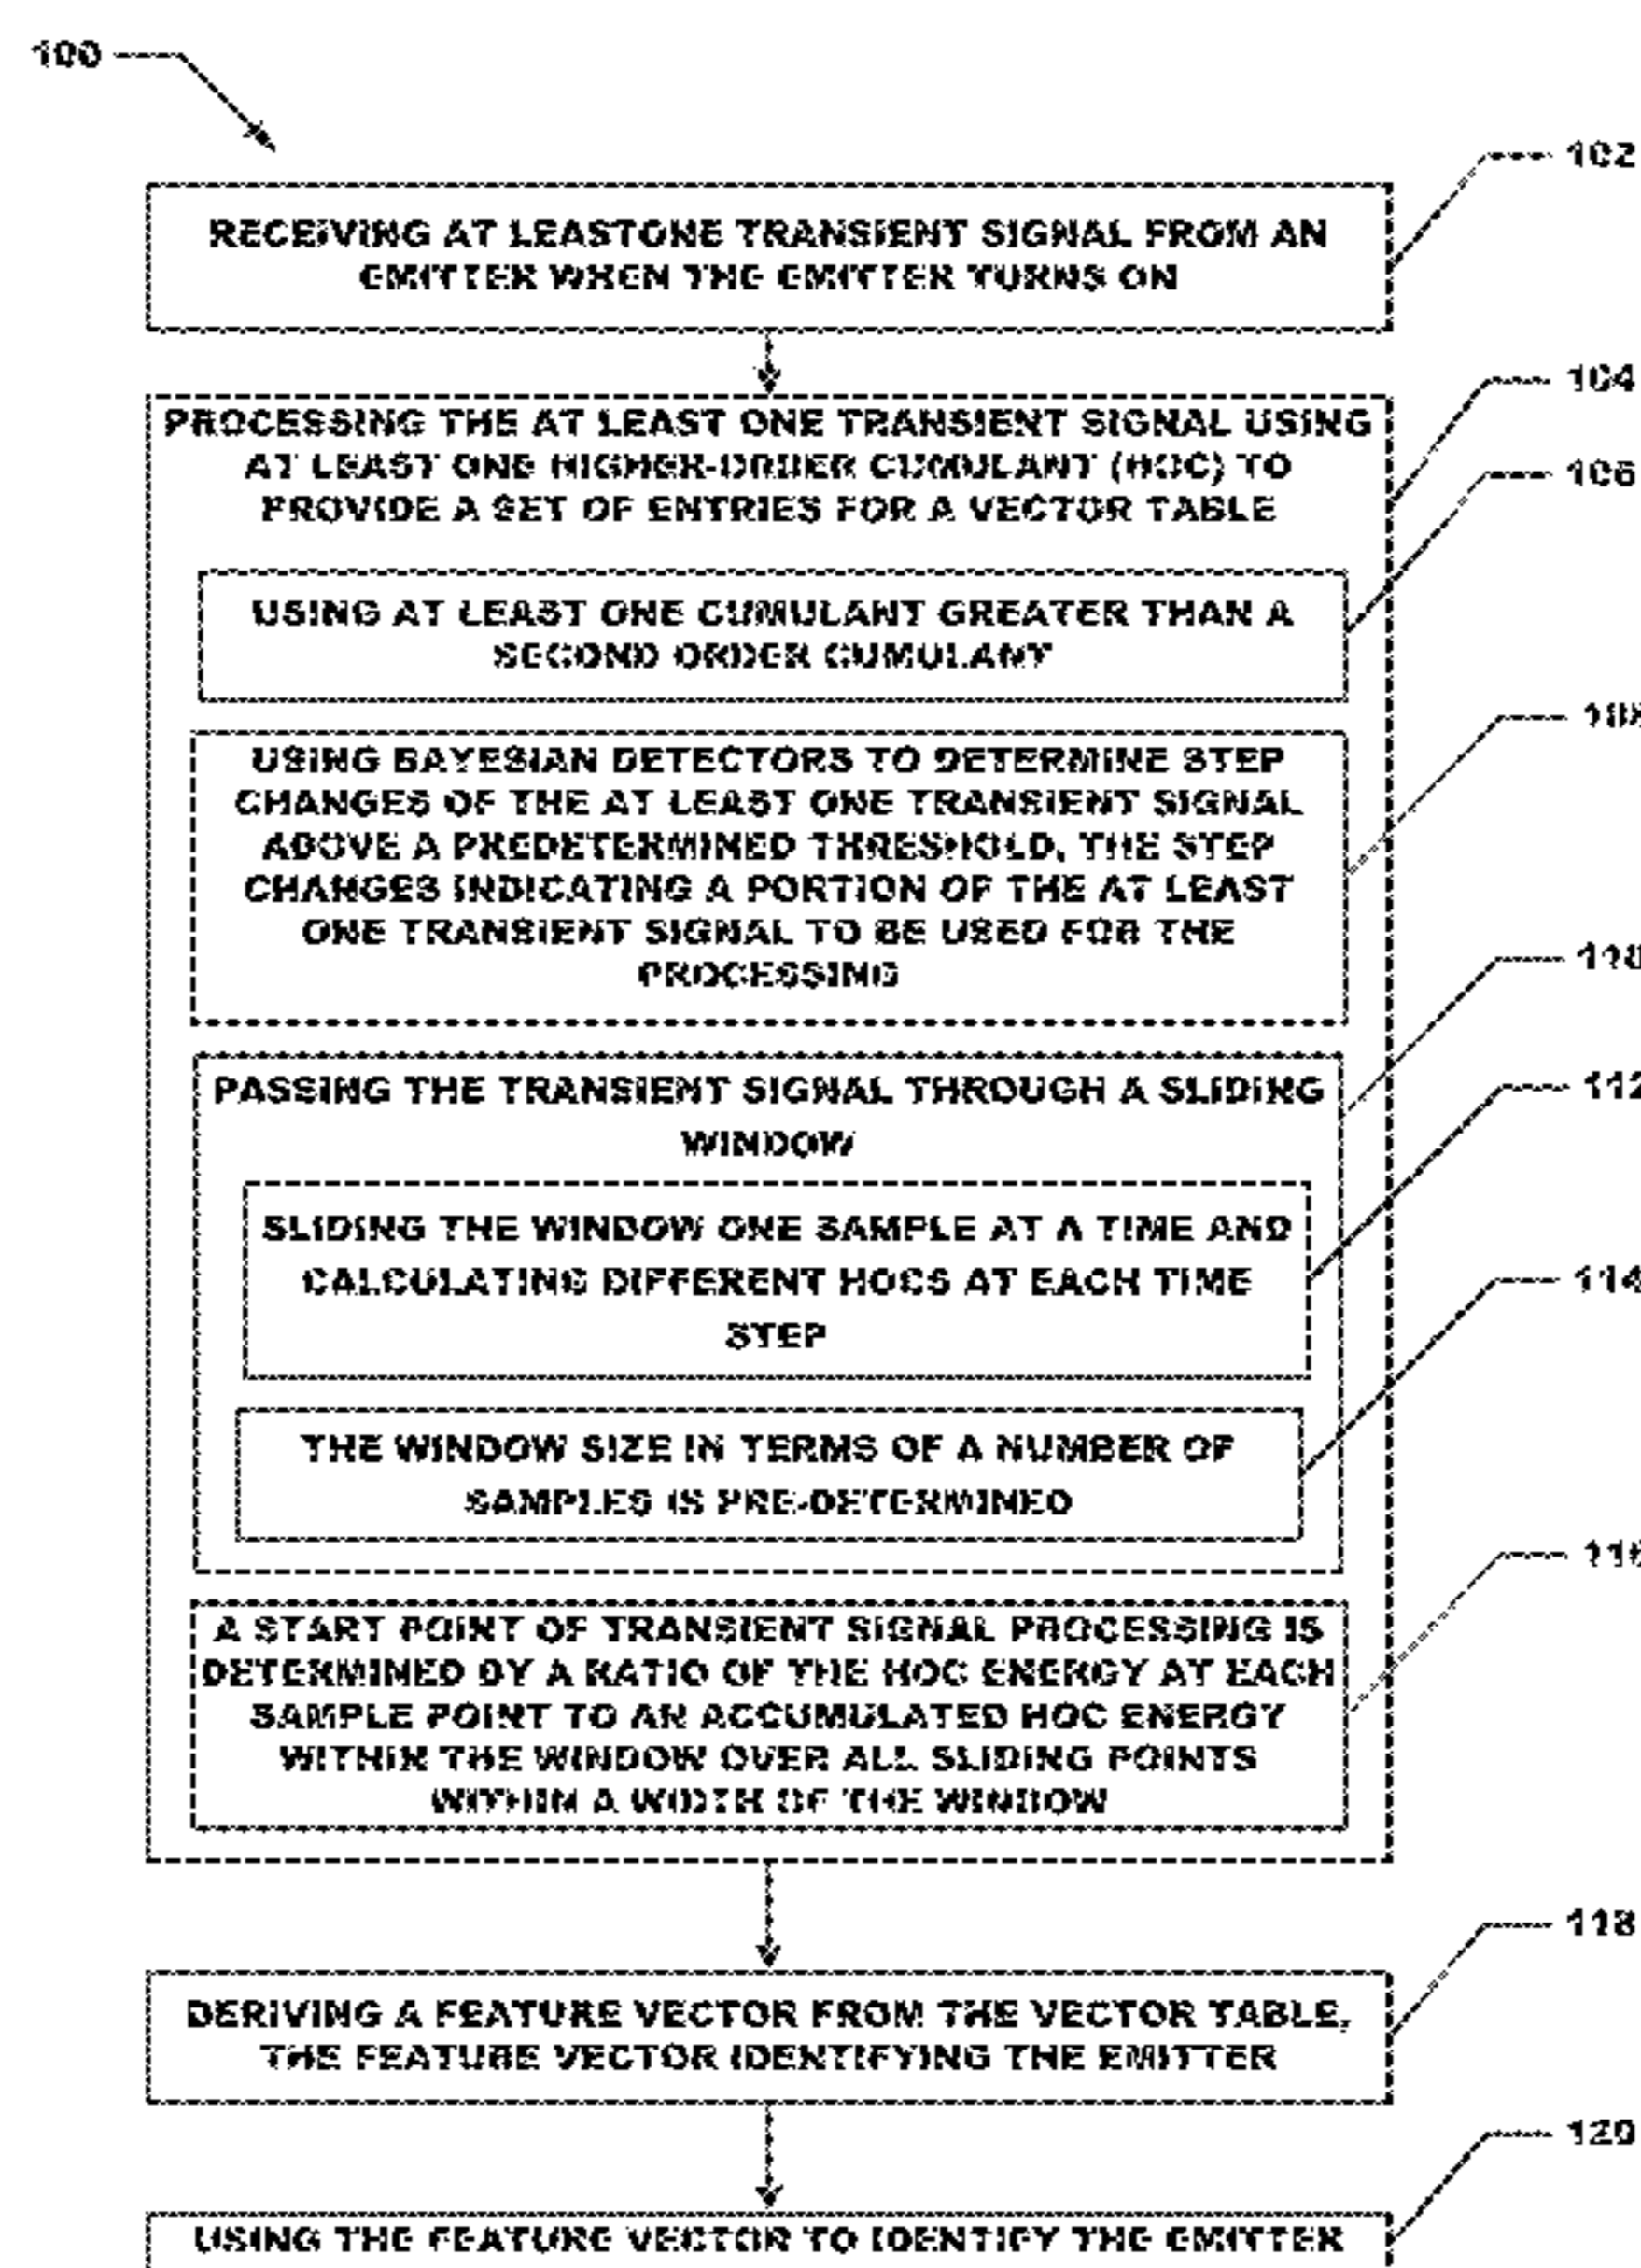 100
102
RECEIVING AT LEASTONE TRANSIENT SIGNAL FROM AN
EMITTER WHEN THE EMITTER TURNS ON
104
PROCESSING THE AT LEAST ONE TRANSIENT SIGNAL USING
AT LEAST ONE HIGHER-ORDER CUMULANT (HOC) TO
PROVIDE A SET OF ENTRIES FOR A VECTOR TABLE
106
USING AT LEAST ONE CUMULANT GREATER THAN A
SECOND ORDER CUMULANT
108
USING BAYESIAN DETECTORS TO DETERMINE STEP
CHANGES OF THE AT LEAST ONE TRANSIENT SIGNAL
ABOVE A PREDETERMINED THRESHOLD, THE STEP
CHANGES INDICATING A PORTION OF THE AT LEAST
ONE TRANSIENT SIGNAL TO BE USED FOR THE
PROCESSING
110
PASSING THE TRANSIENT SIGNAL THROUGH A SLIDING
WINDOW
112
SLIDING THE WINDOW ONE SAMPLE AT A TIME AND
CALCULATING DIFFERENT HOCS AT EACH TIME
STEP
114
THE WINDOW SIZE IN TERMS OF A NUMBER OF
SAMPLES IS PRE-DETERMINED
116
A START POINT OF TRANSIENT SIGNAL PROCESSING IS
DETERMINED BY A RATIO OF THE HOC ENERGY AT EACH
SAMPLE POINT TO AN ACCUMULATED HOC ENERGY
WITHIN THE WINDOW OVER ALL SLIDING POINTS
WITHIN A WIDTH OF THE WINDOW
118
DERIVING A FEATURE VECTOR FROM THE VECTOR TABLE,
THE FEATURE VECTOR IDENTIFYING THE EMITTER
120
USING THE FEATURE VECTOR TO IDENTIFY THE EMITTER